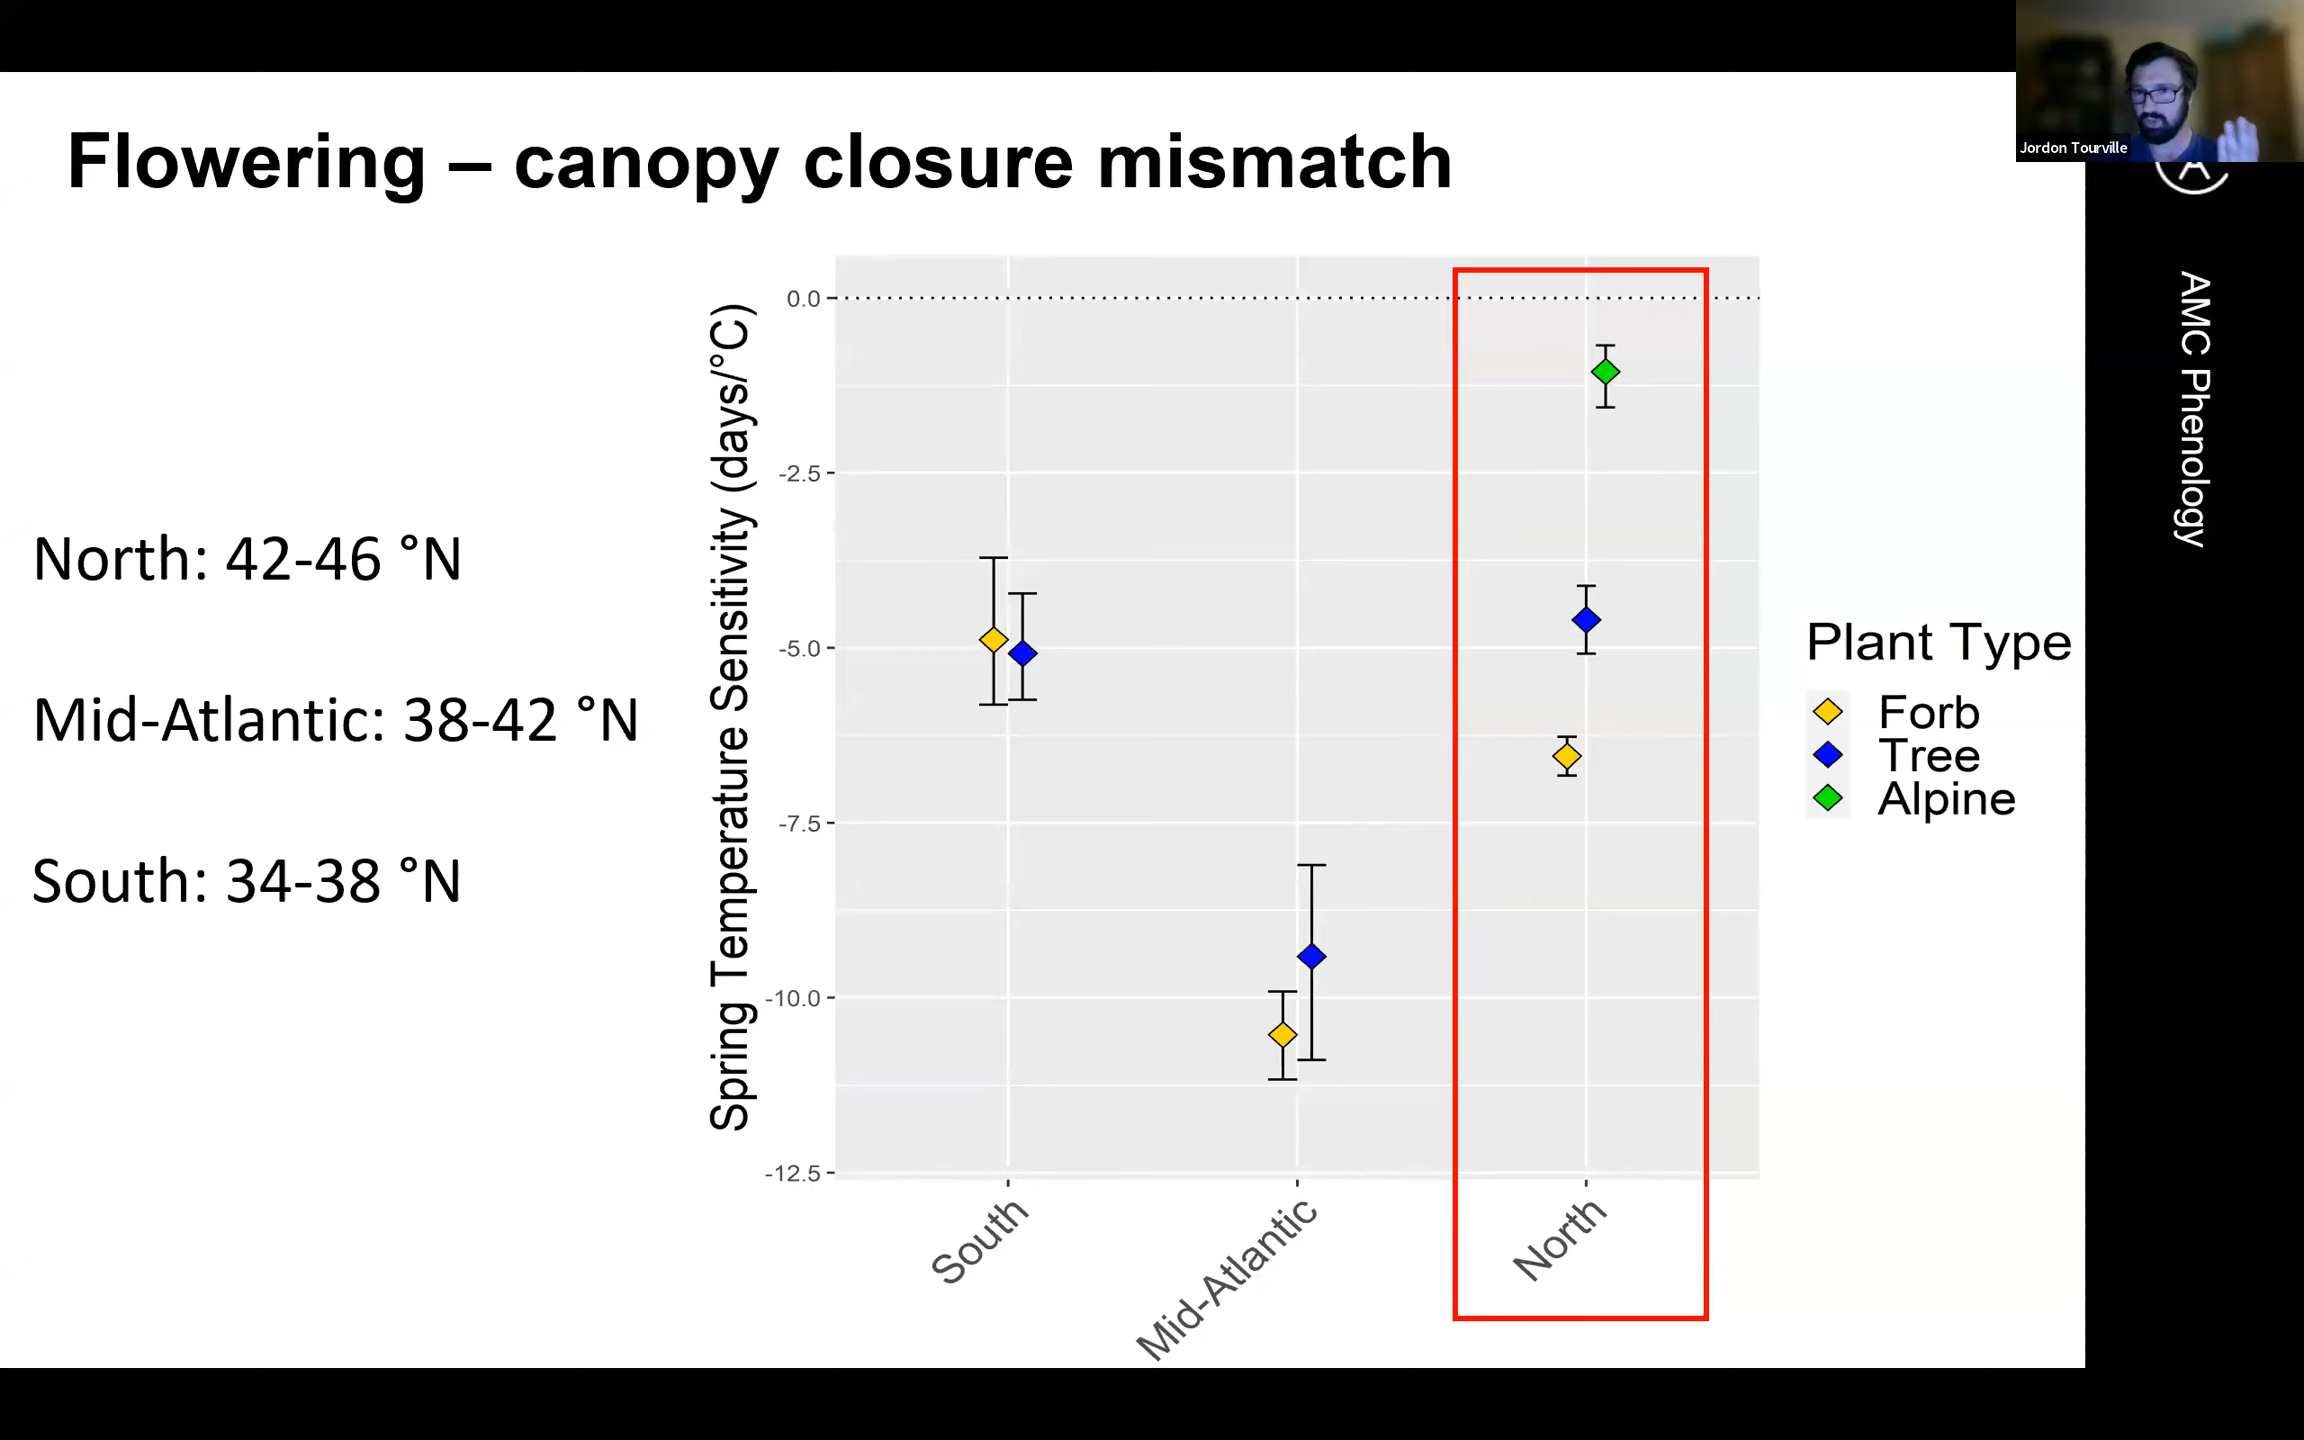 Flowering – canopy closure mismatch
Jordon Tourville
AMC Phenology
North: 42-46 °N
Mid-Atlantic: 38-42 °N
South: 34-38 °N
Spring Temperature Sensitivity (days/°C)
0.0
-2.5
-5.0
-7.5
-10.0
-12.5
South
Mid-Atlantic
North
Plant Type
Forb
Tree
Alpine